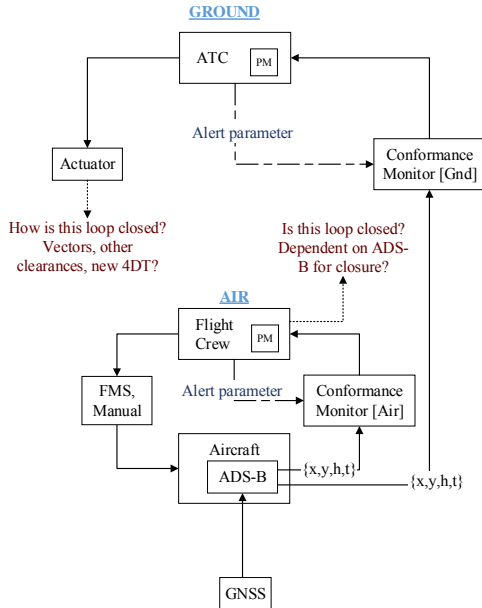 GROUND
ATC
PM
Alert parameter
Actuator
Conformance
Monitor [Gnd]
How is this loop closed?
Vectors, other
clearances, new 4DT?
Is this loop closed?
Dependent on ADS-
B for closure?
AIR
Flight
Crew
PM
FMS,
Manual
Alert parameter
Conformance
Monitor [Air]
Aircraft
ADS-B
{x,y,h,t}
{x,y,h,t}
GNSS